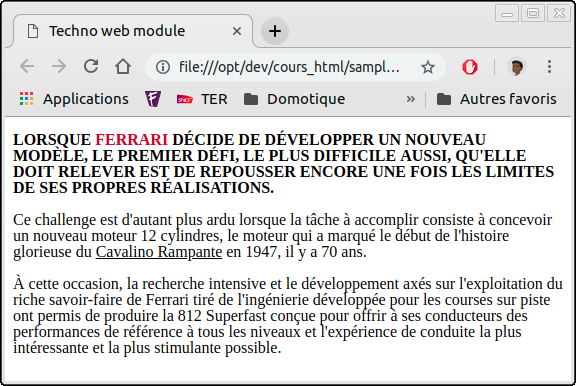 Techno web module
file:///opt/dev/cours_html/sampl...
Applications
SNCF TER
Domotique
»
Autres favoris
LORSQUE FERRARI DÉCIDE DE DÉVELOPPER UN NOUVEAU
MODÈLE, LE PREMIER DÉFI, LE PLUS DIFFICILE AUSSI, QU'ELLE
DOIT RELEVER EST DE REPOUSSER ENCORE UNE FOIS LES LIMITES
DE SES PROPRES RÉALISATIONS.
Ce challenge est d'autant plus ardu lorsque la tâche à accomplir consiste à concevoir
un nouveau moteur 12 cylindres, le moteur qui a marqué le début de l'histoire
glorieuse du Cavalino Rampante en 1947, il y a 70 ans.
À cette occasion, la recherche intensive et le développement axés sur l'exploitation du
riche savoir-faire de Ferrari tiré de l'ingénierie développée pour les courses sur piste
ont permis de produire la 812 Superfast conçue pour offrir à ses conducteurs des
performances de référence à tous les niveaux et l'expérience de conduite la plus
intéressante et la plus stimulante possible.